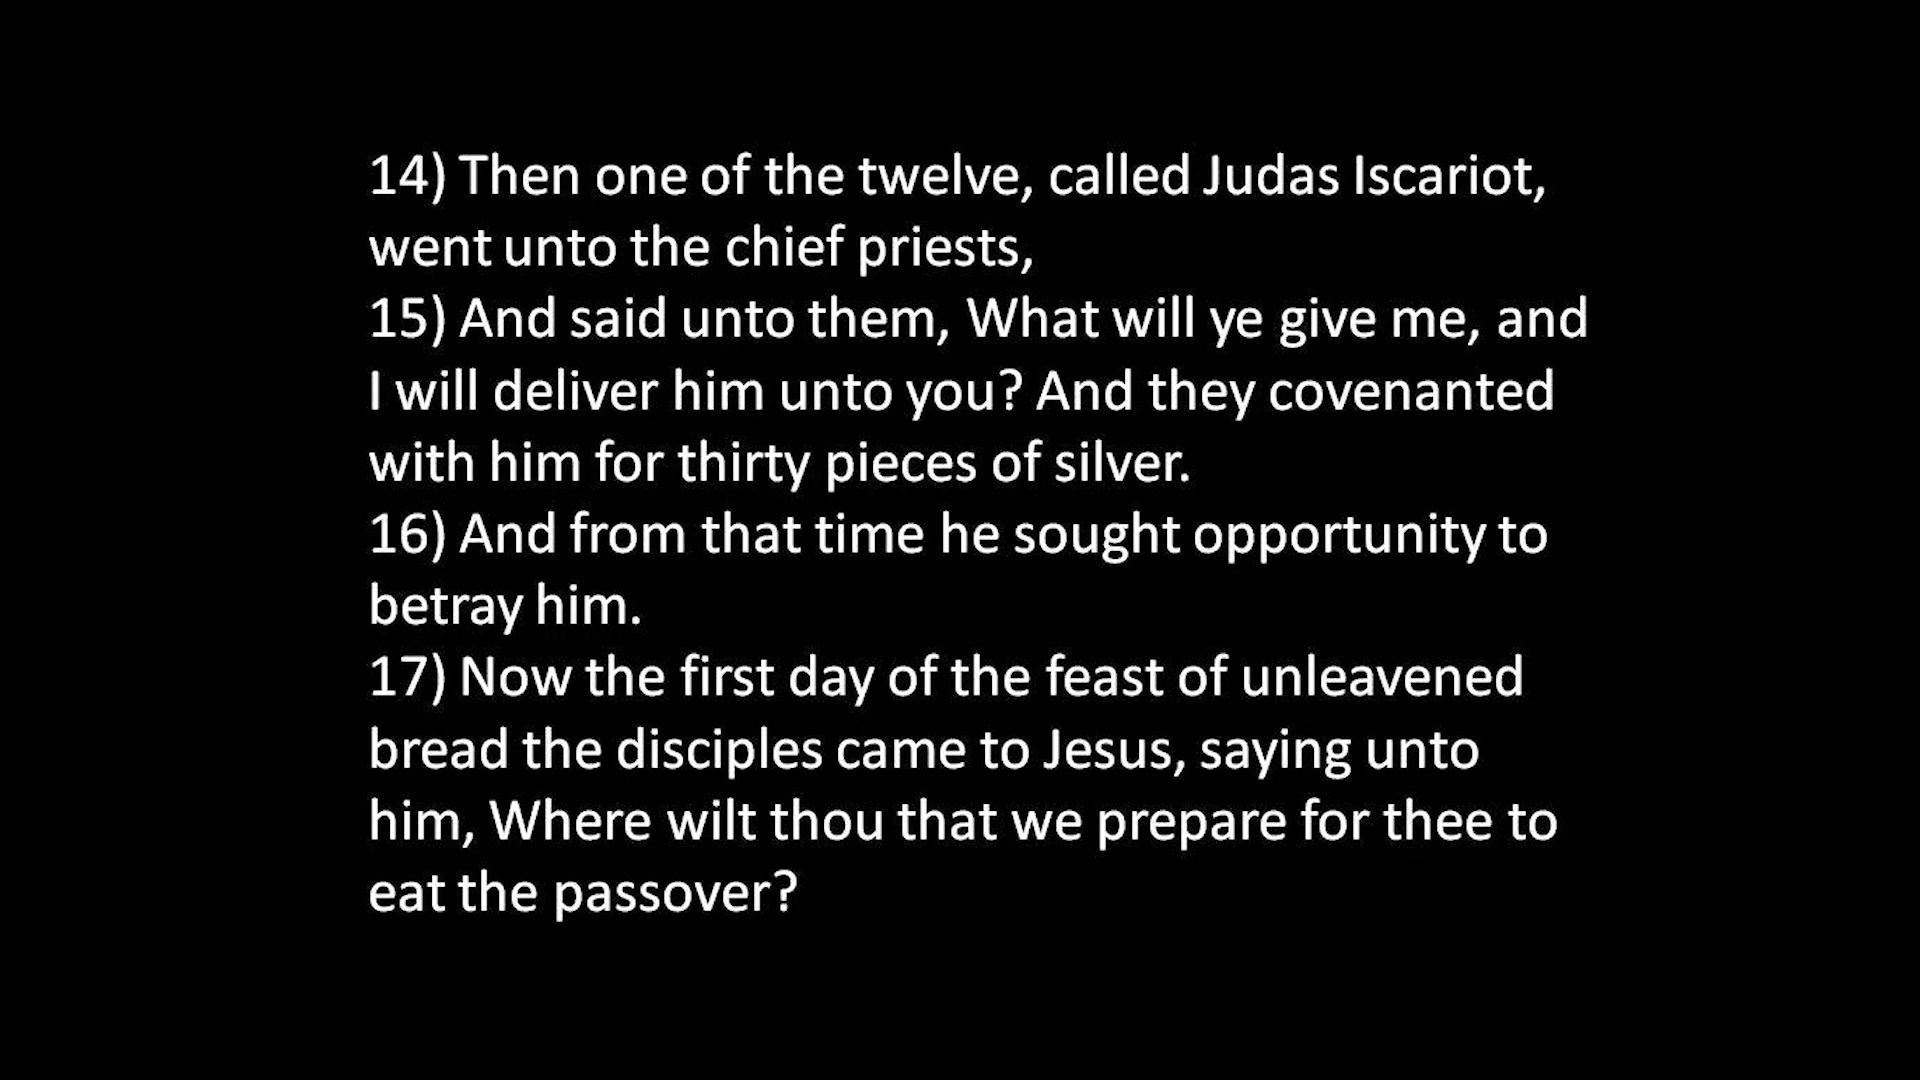 14) Then one of the twelve, called Judas Iscariot,
went unto the chief priests,
15) And said unto them, What will ye give me, and
I will deliver him unto you? And they covenanted
with him for thirty pieces of silver.
16) And from that time he sought opportunity to
betray him.
17) Now the first day of the feast of unleavened
bread the disciples came to Jesus, saying unto
him, Where wilt thou that we prepare for thee to
eat the passover?